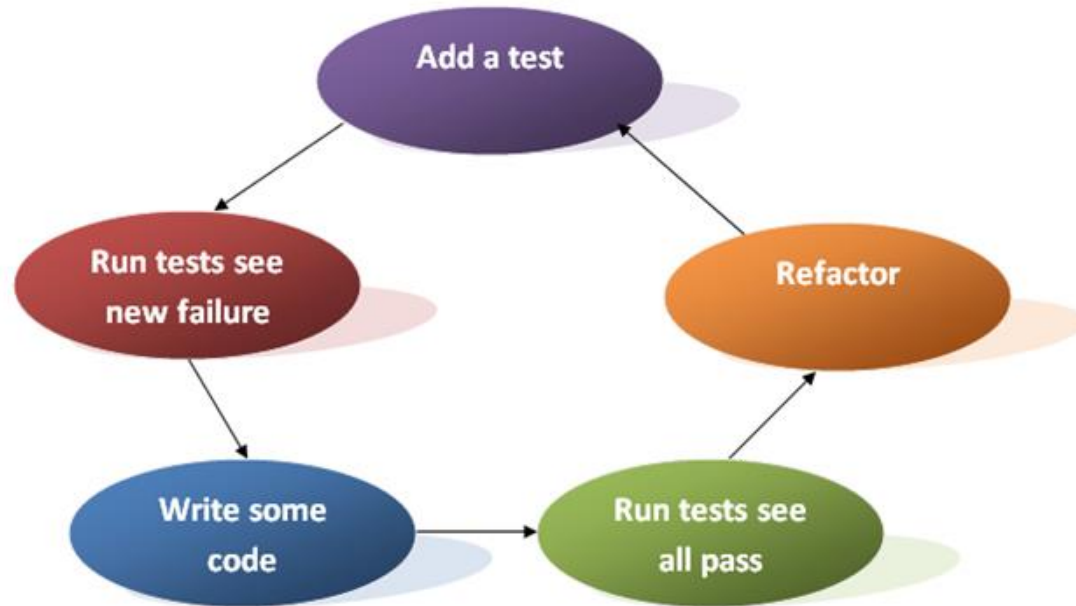 Add a test
Run tests see
new failure
Refactor
Write some
code
Run tests see
all pass